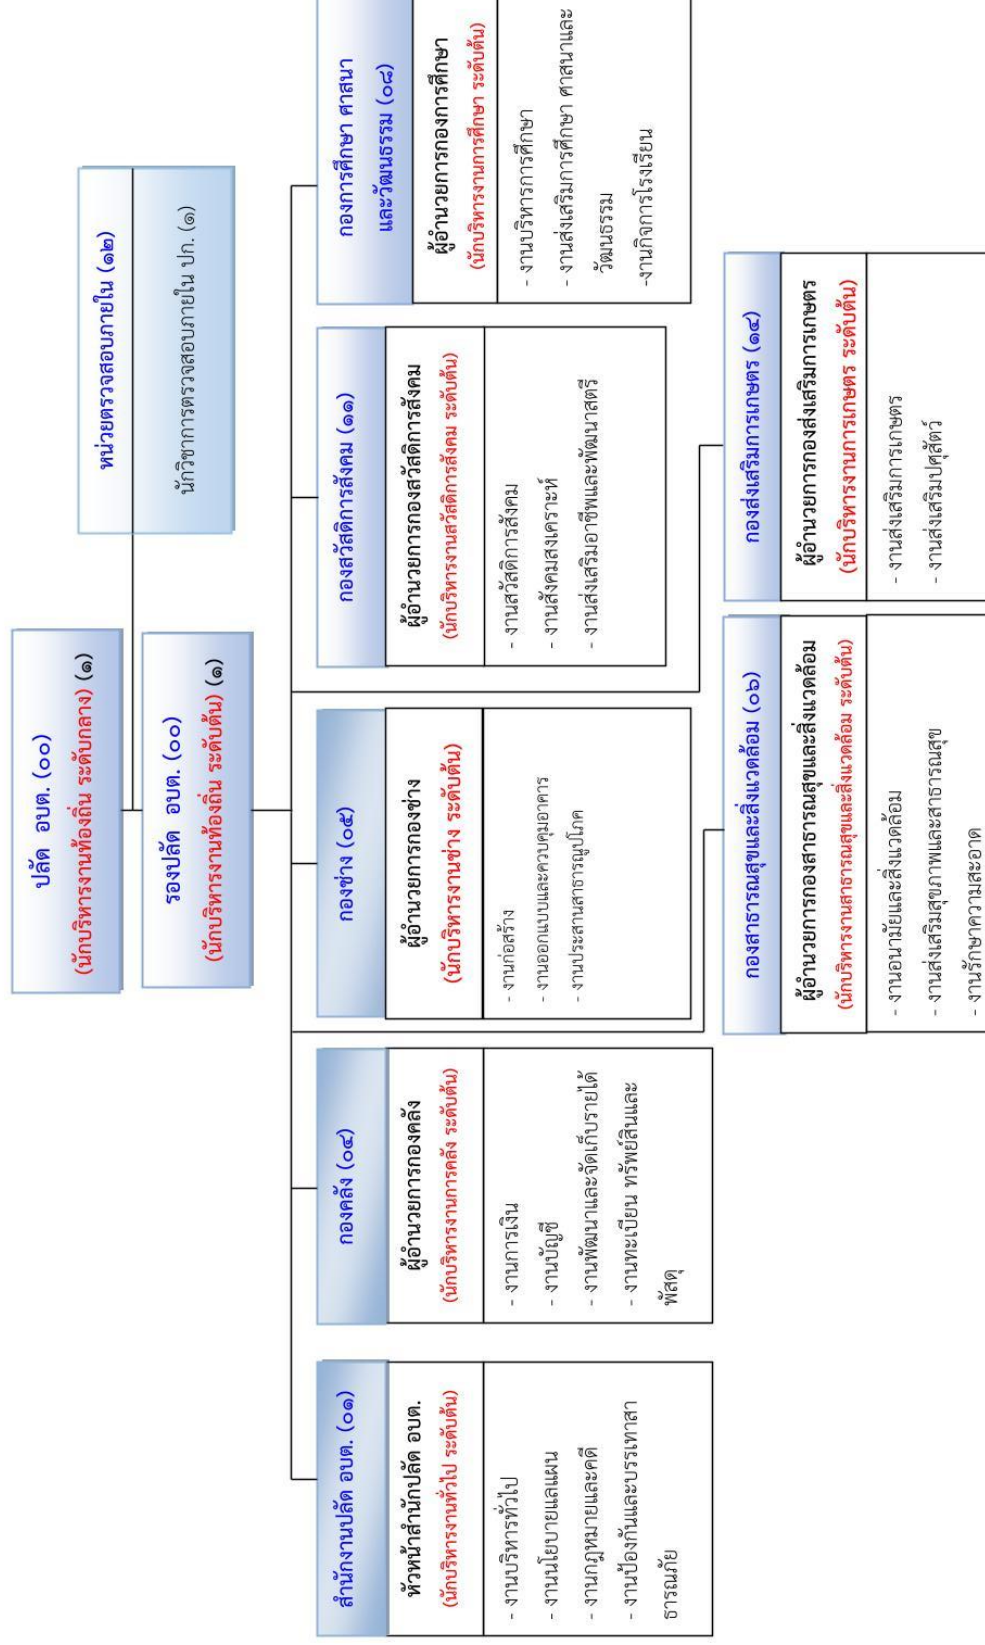 ปลัด อบต. (๐๐)
(นักบริหารงานท้องถิ่น ระดับกลาง) (๑)
รองปลัด อบต. (๐๐)
(นักบริหารงานท้องถิ่น ระดับต้น) (๑)
หน่วยตรวจสอบภายใน (๑๒)
นักวิชาการตรวจสอบภายใน ปก. (๑)
สำนักงานปลัด อบต. (๐๑)
หัวหน้าสำนักปลัด อบต.
(นักบริหารงานทั่วไป ระดับต้น)
- งานบริหารทั่วไป
- งานนโยบายแลแผน
- งานกฎหมายและคดี
- งานป้องกันและบรรเทาสา
ธารณภัย
กองคลัง (๐๔)
ผู้อำนวยการกองคลัง
(นักบริหารงานการคลัง ระดับต้น)
- งานการเงิน
- งานบัญชี
- งานพัฒนาและจัดเก็บรายได้
- งานทะเบียน ทรัพย์สินและ
พัสดุ
กองช่าง (๐๕)
ผู้อำนวยการกองช่าง
(นักบริหารงานช่าง ระดับต้น)
- งานก่อสร้าง
- งานออกแบบและควบคุมอาคาร
- งานประสานสาธารณูปโภค
กองสวัสดิการสังคม (๑๑)
ผู้อำนวยการกองสวัสดิการสังคม
(นักบริหารงานสวัสดิการสังคม ระดับต้น)
- งานสวัสดิการสังคม
- งานสังคมสงเคราะห์
- งานส่งเสริมอาชีพและพัฒนาสตรี
กองการศึกษา ศาสนา
และวัฒนธรรม (๐๘)
ผู้อำนวยการกองการศึกษา
(นักบริหารงานการศึกษา ระดับต้น)
- งานบริหารการศึกษา
- งานส่งเสริมการศึกษา ศาสนาและ
วัฒนธรรม
-งานกิจการโรงเรียน
กองสาธารณสุขและสิ่งแวดล้อม (๐๖)
ผู้อำนวยการกองสาธารณสุขและสิ่งแวดล้อม
(นักบริหารงานสาธารณสุขและสิ่งแวดล้อม ระดับต้น)
- งานอนามัยและสิ่งแวดล้อม
- งานส่งเสริมสุขภาพและสาธารณสุข
- งานรักษาความสะอาด
กองส่งเสริมการเกษตร (๑๔)
ผู้อำนวยการกองส่งเสริมการเกษตร
(นักบริหารงานการเกษตร ระดับต้น)
- งานส่งเสริมการเกษตร
- งานส่งเสริมปศุสัตว์